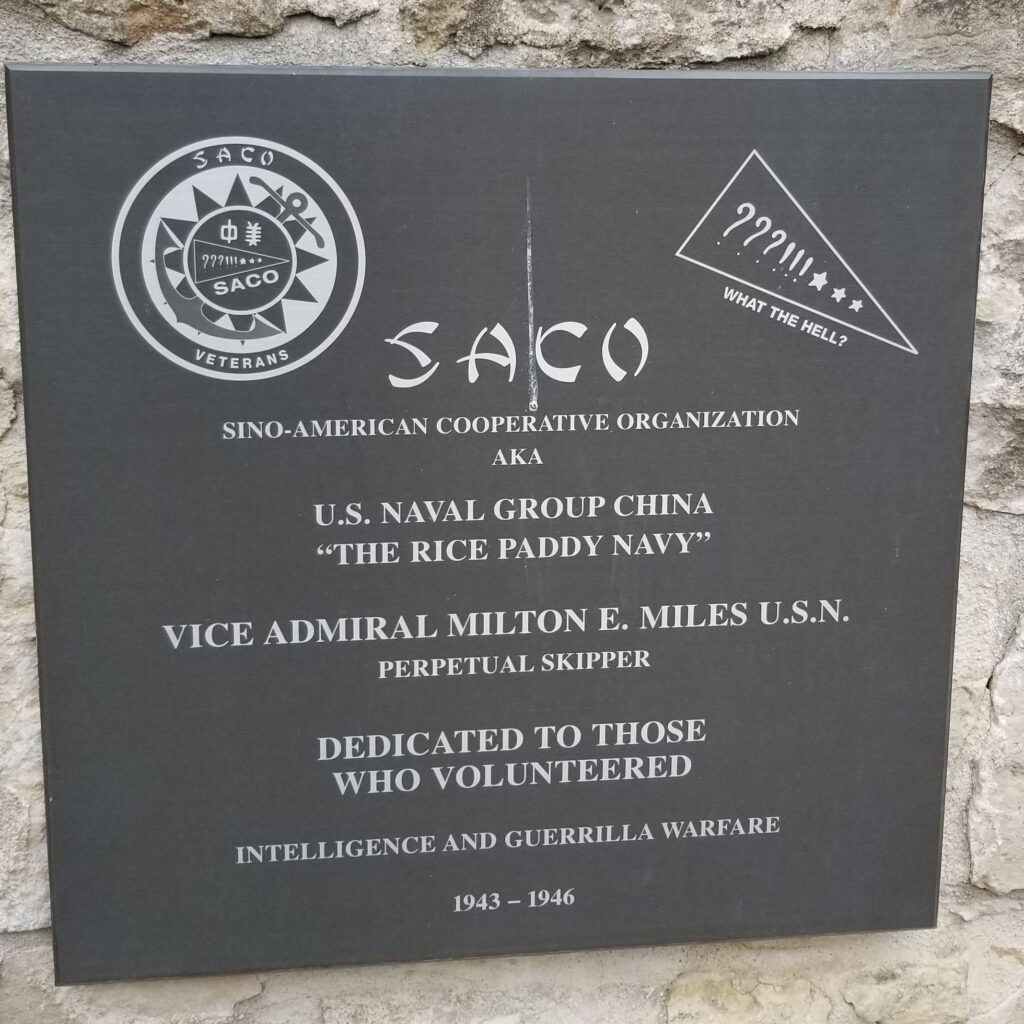 SACO
中美
???!!!★★★
SACO
VETERANS
???!!!★★★
WHAT THE HELL?
SACO
SINO-AMERICAN COOPERATIVE ORGANIZATION
AKA
U.S. NAVAL GROUP CHINA
“THE RICE PADDY NAVY”
VICE ADMIRAL MILTON E. MILES U.S.N.
PERPETUAL SKIPPER
DEDICATED TO THOSE
WHO VOLUNTEERED
INTELLIGENCE AND GUERRILLA WARFARE
1943 – 1946